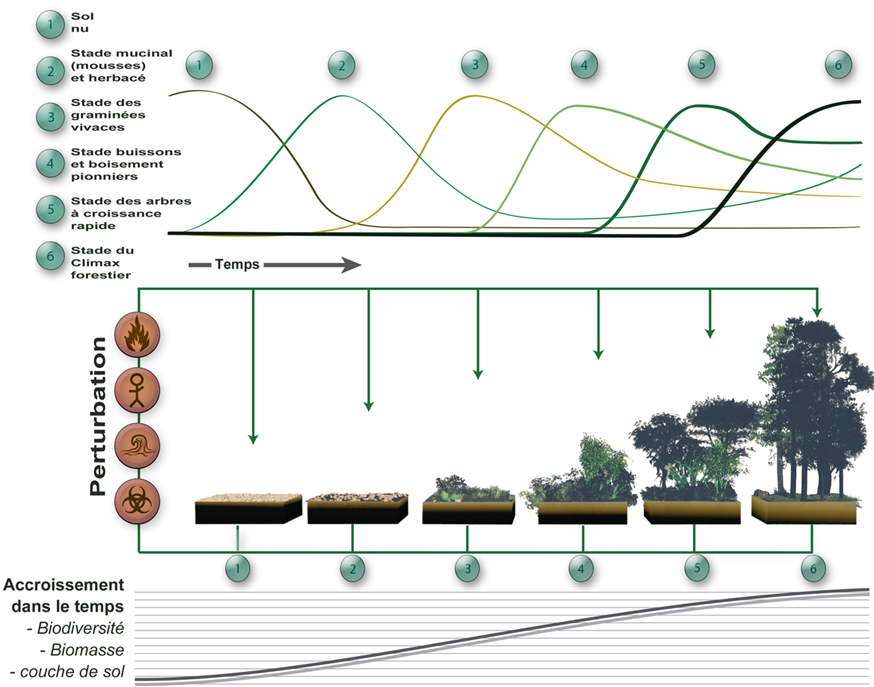 1
Sol
nu
2
Stade mucinal
(mousses)
et herbacé
3
Stade des
graminées
vivaces
4
Stade buissons
et boisement
pionniers
5
Stade des arbres
à croissance
rapide
6
Stade du
Climax
forestier
1 2 3 4 5 6
Temps
Perturbation
1 2 3 4 5 6
Accroissement
dans le temps
- Biodiversité
- Biomasse
- couche de sol